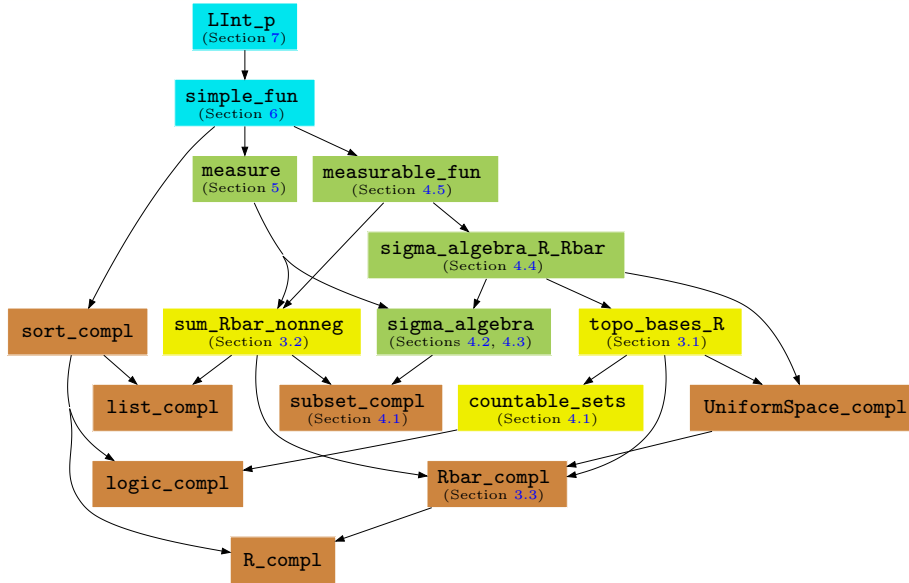 LInt_p
(Section 7)
simple_fun
(Section 6)
measure
(Section 5)
measurable_fun
(Section 4.5)
sigma_algebra_R_Rbar
(Section 4.4)
sort_compl
sum_Rbar_nonneg
(Section 3.2)
sigma_algebra
(Sections 4.2, 4.3)
topo_bases_R
(Section 3.1)
list_compl
subset_compl
(Section 4.1)
countable_sets
(Section 4.1)
UniformSpace_compl
logic_compl
Rbar_compl
(Section 3.3)
R_compl